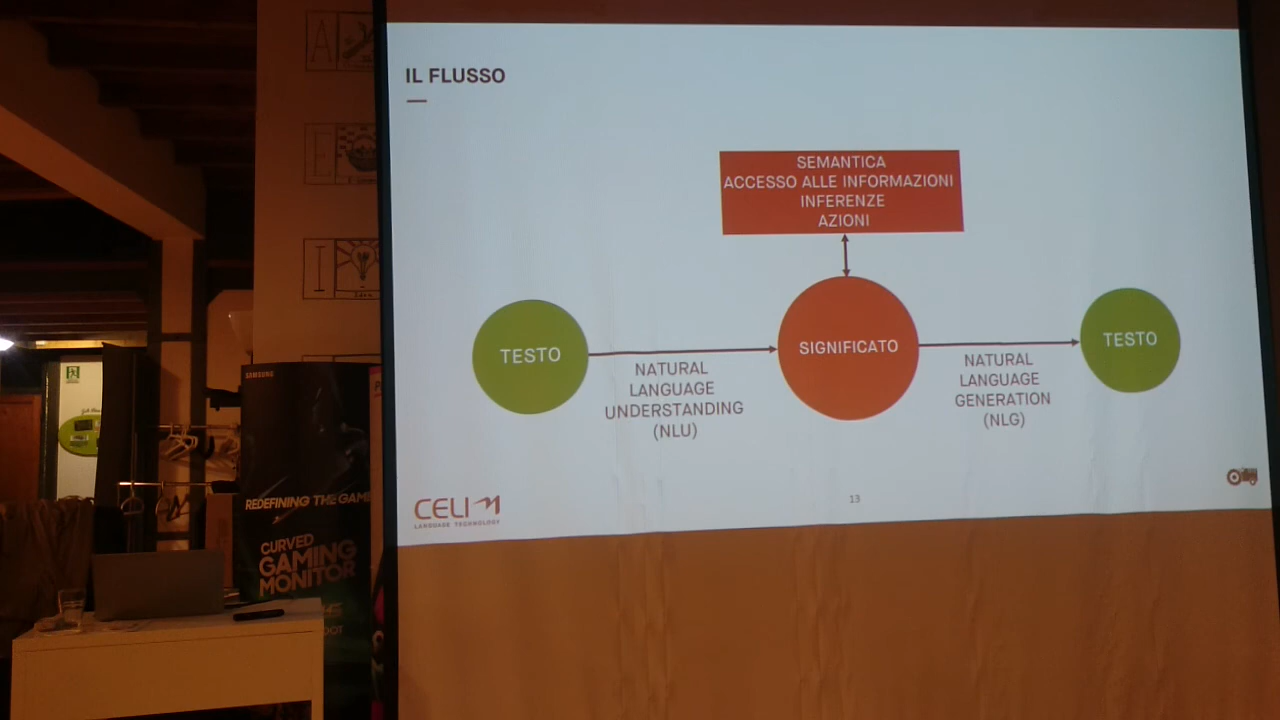 IL FLUSSO
SEMANTICA
ACCESSO ALLE INFORMAZIONI
INFERENZE
AZIONI
TESTO
NATURAL
LANGUAGE
UNDERSTANDING
(NLU)
SIGNIFICATO
NATURAL
LANGUAGE
GENERATION
(NLG)
TESTO
CELI
LANGUAGE TECHNOLOGY
13
A
E
I
Idea
SAMSUNG
REDEFINING THE GAME
CURVED
GAMING
MONITOR